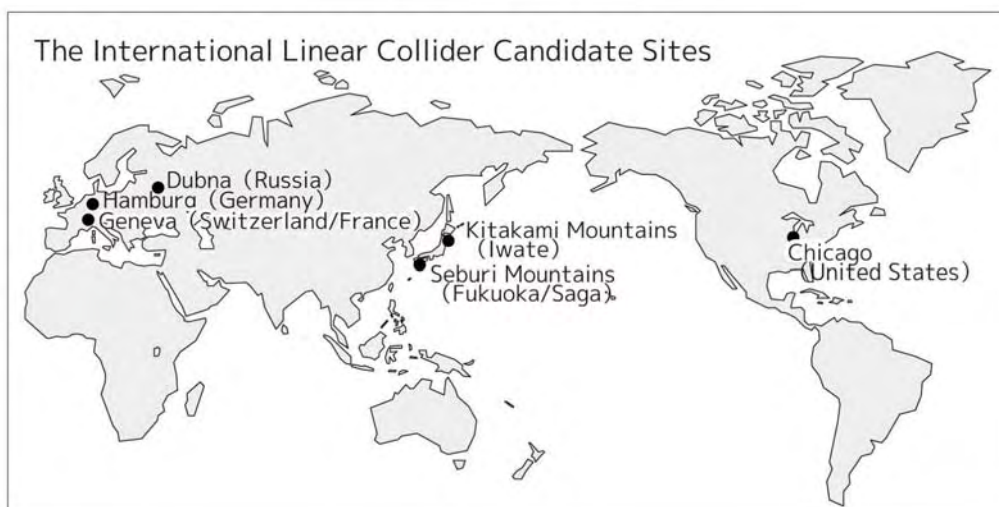 The International Linear Collider Candidate Sites
Dubna (Russia)
Hamburg (Germany)
Geneva (Switzerland/France)
Kitakami Mountains
(Iwate)
Seburi Mountains
(Fukuoka/Saga)
Chicago
(United States)